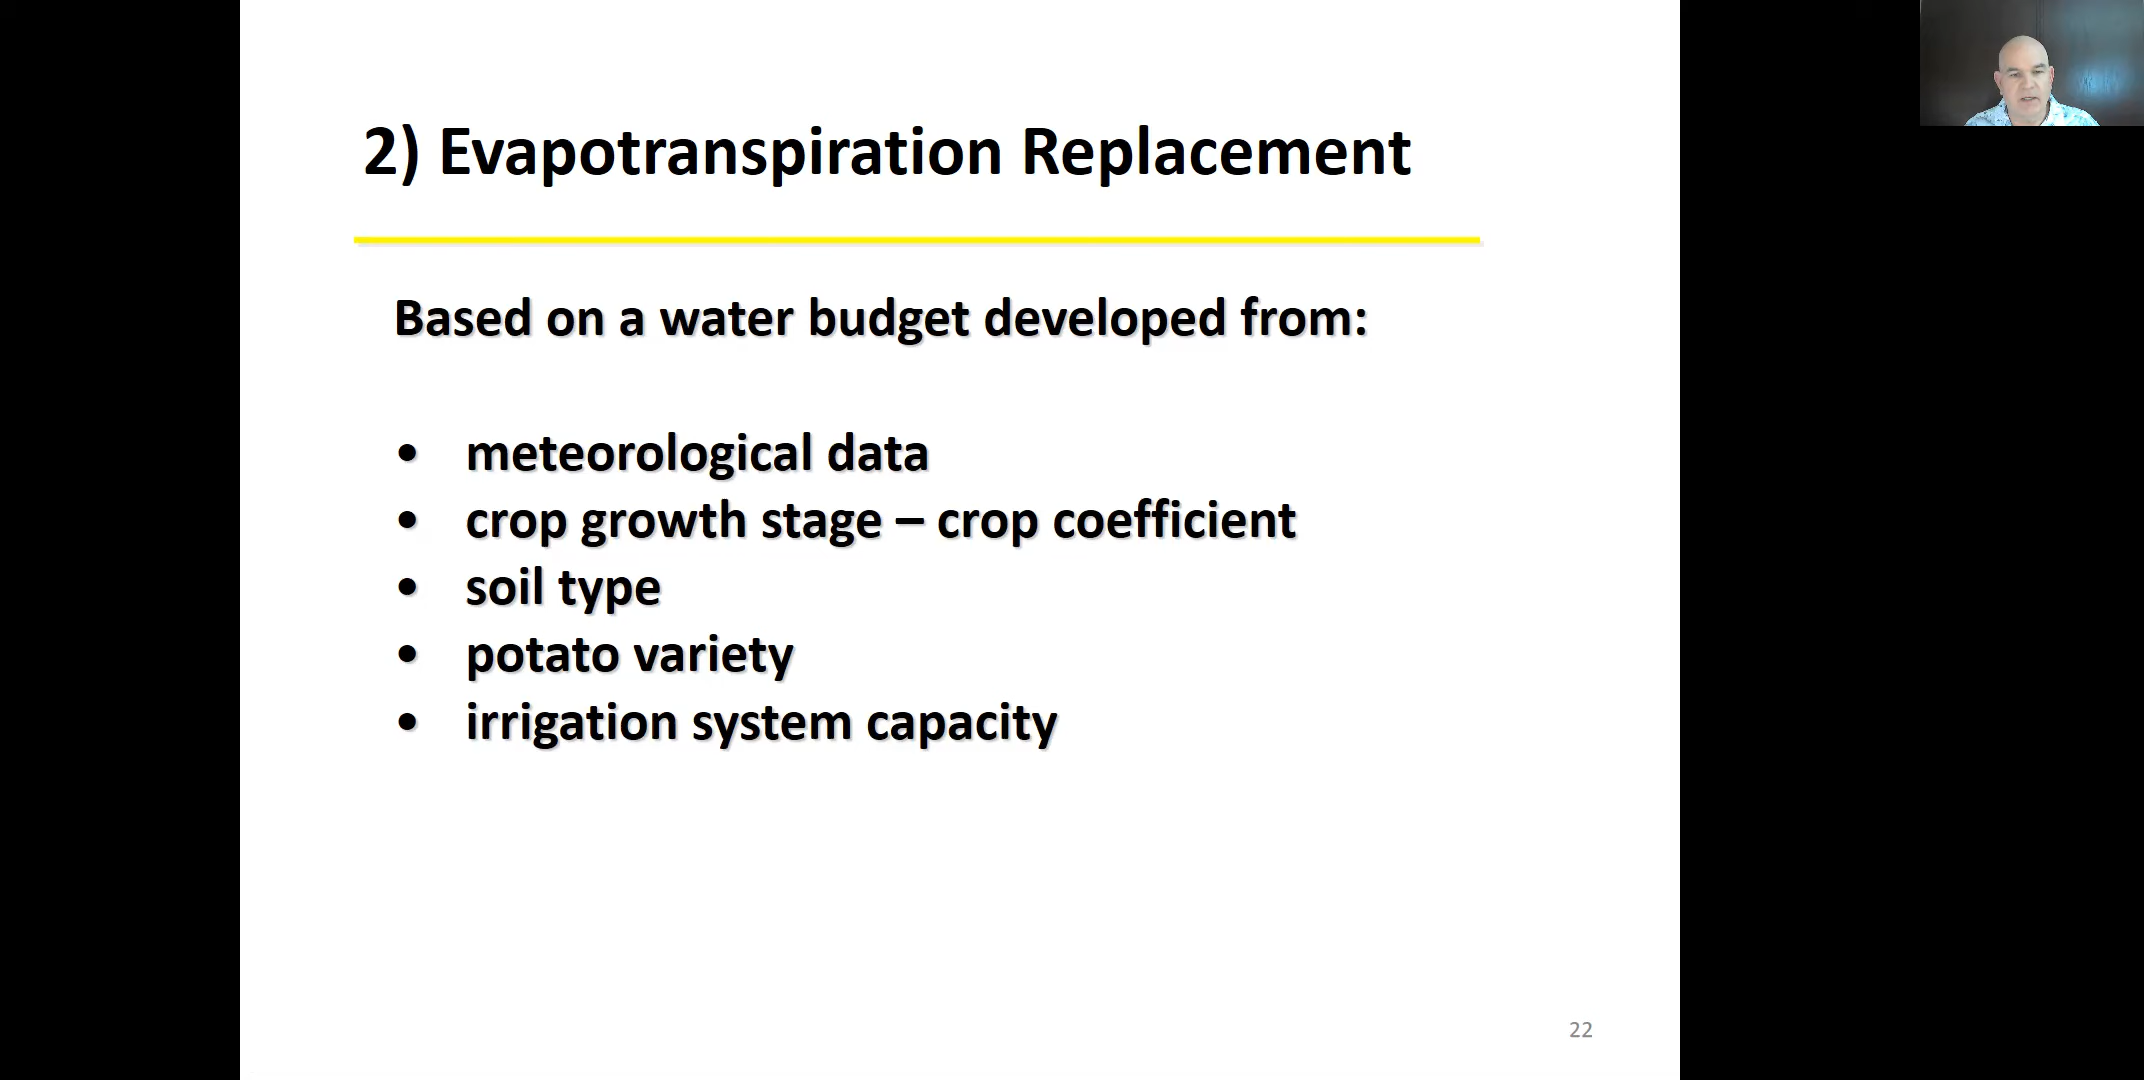 2) Evapotranspiration Replacement
Based on a water budget developed from:
• meteorological data
• crop growth stage – crop coefficient
• soil type
• potato variety
• irrigation system capacity
22